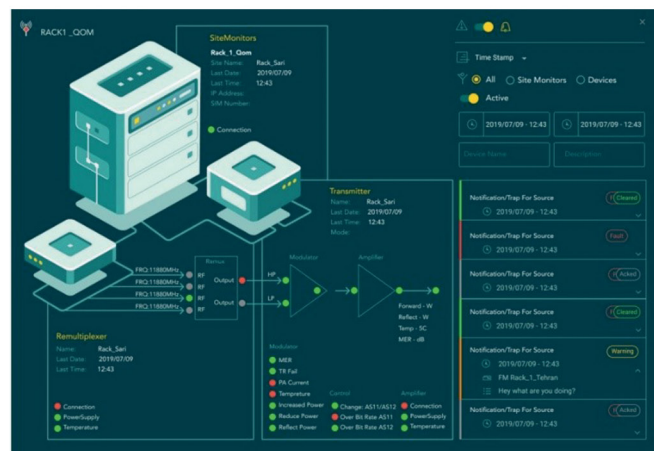 RACK1 _QOM
SiteMonitors
Rack_1_Qom
Site Name: Rack_Sari
Last Date: 2019/07/09
Last Time: 12:43
IP Address:
SIM Number:
Connection
Transmitter
Name: Rack_Sari
Last Date: 2019/07/09
Last Time: 12:43
Mode:
FRQ:11880MHz
FRQ:11880MHz
FRQ:11880MHz
FRQ:11880MHz
Remux
RF
RF
RF
RF
Output
Output
HP
LP
Modulator
Amplifier
Forward - W
Reflect - W
Temp - SC
MER - dB
Remultiplexer
Name: Rack_Sari
Last Date: 2019/07/09
Last Time: 12:43
Connection
PowerSupply
Temperature
Modulator
MER
TR Fail
PA Current
Tempreture
Increased Power
Reduce Power
Reflect Power
Control
Change: AS11/AS12
Over Bit Rate AS11
Over Bit Rate AS12
Amplifier
Connection
PowerSupply
Temperature
Time Stamp
All
Site Monitors
Devices
Active
2019/07/09 - 12:43
2019/07/09 - 12:43
Device Name
Description
Notification/Trap For Source
Cleared
2019/07/09 - 12:43
Notification/Trap For Source
Fault
2019/07/09 - 12:43
Notification/Trap For Source
Acked
2019/07/09 - 12:43
Notification/Trap For Source
Cleared
2019/07/09 - 12:43
Notification/Trap For Source
Warning
2019/07/09 - 12:43
FM Rack_1_Tehran
Hey what are you doing?
Notification/Trap For Source
Acked
2019/07/09 - 12:43